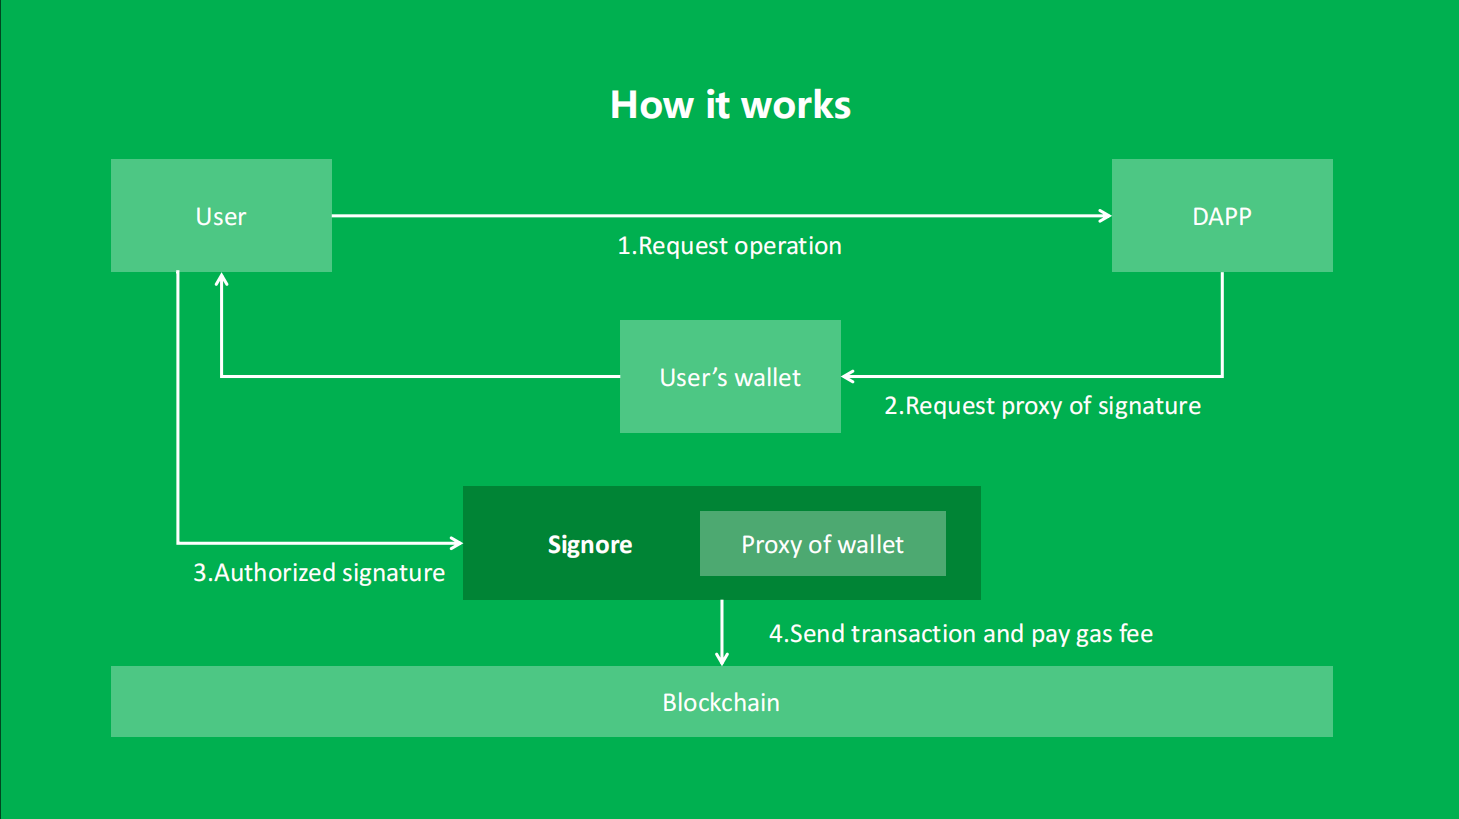 How it works
User
DAPP
1.Request operation
User’s wallet
2.Request proxy of signature
Signore
Proxy of wallet
3.Authorized signature
4.Send transaction and pay gas fee
Blockchain